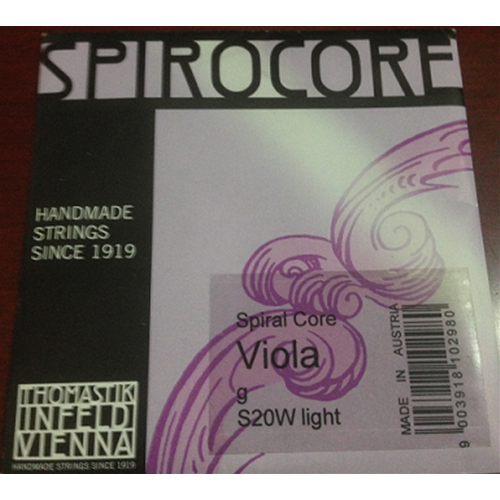 SPIROCORE
HANDMADE
STRINGS
SINCE 1919
Spiral Core
Viola
g
S20W light
MADE IN AUSTRIA
9 003918 102980
THOMASTIK
INFELD
VIENNA
HANDMADE STRINGS SINCE 1919